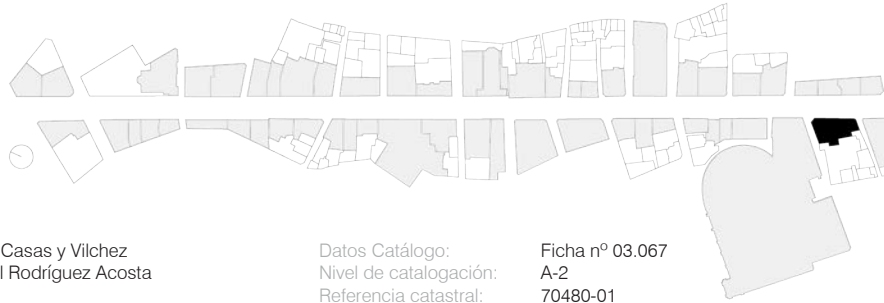 Casas y Vilchez
l Rodríguez Acosta
Datos Catálogo: Ficha nº 03.067
Nivel de catalogación: A-2
Referencia catastral: 70480-01